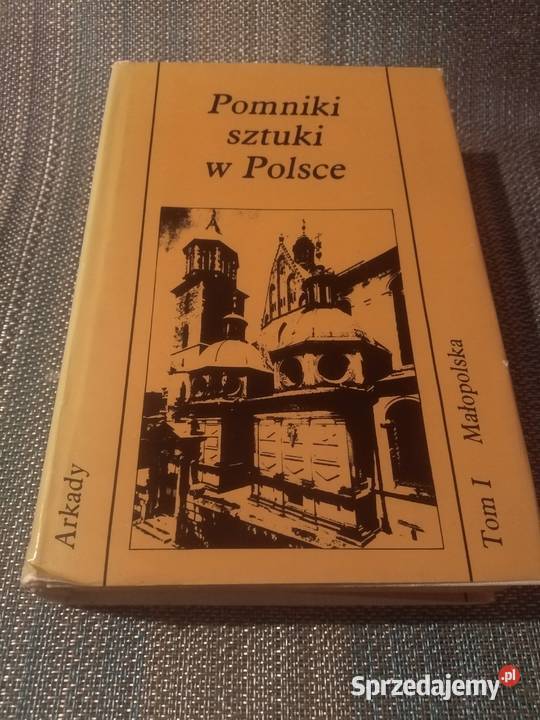 Pomniki
sztuki
w Polsce
Arkady
Tom I Małopolska
Sprzedajemy.pl